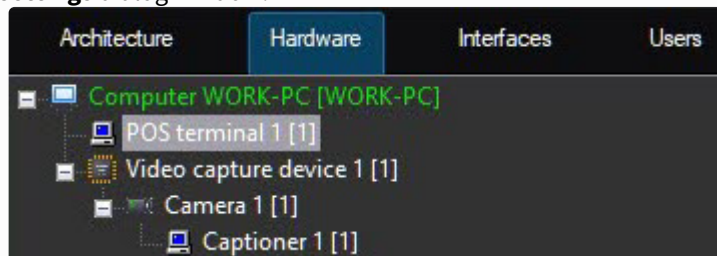 Architecture Hardware Interfaces Users
Computer WORK-PC [WORK-PC]
POS terminal 1 [1]
Video capture device 1 [1]
Camera 1 [1]
Captioner 1 [1]